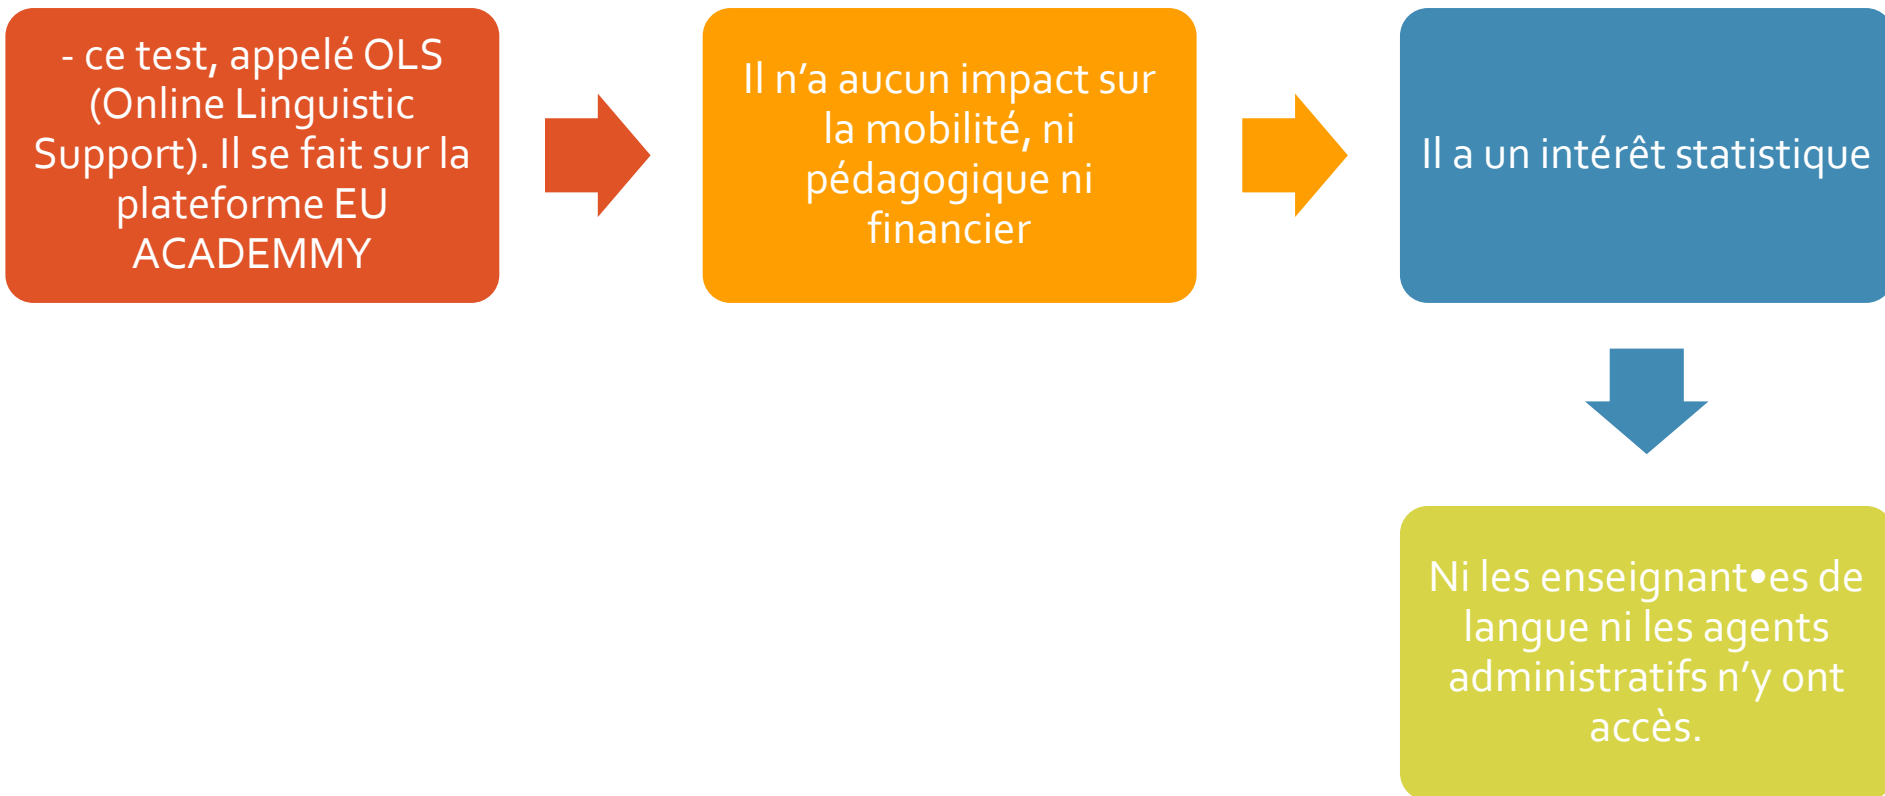 - ce test, appelé OLS
(Online Linguistic
Support). Il se fait sur la
plateforme EU
ACADEMMY
Il n’a aucun impact sur
la mobilité, ni
pédagogique ni
financier
Il a un intérêt statistique
Ni les enseignant•es de
langue ni les agents
administratifs n’y ont
accès.